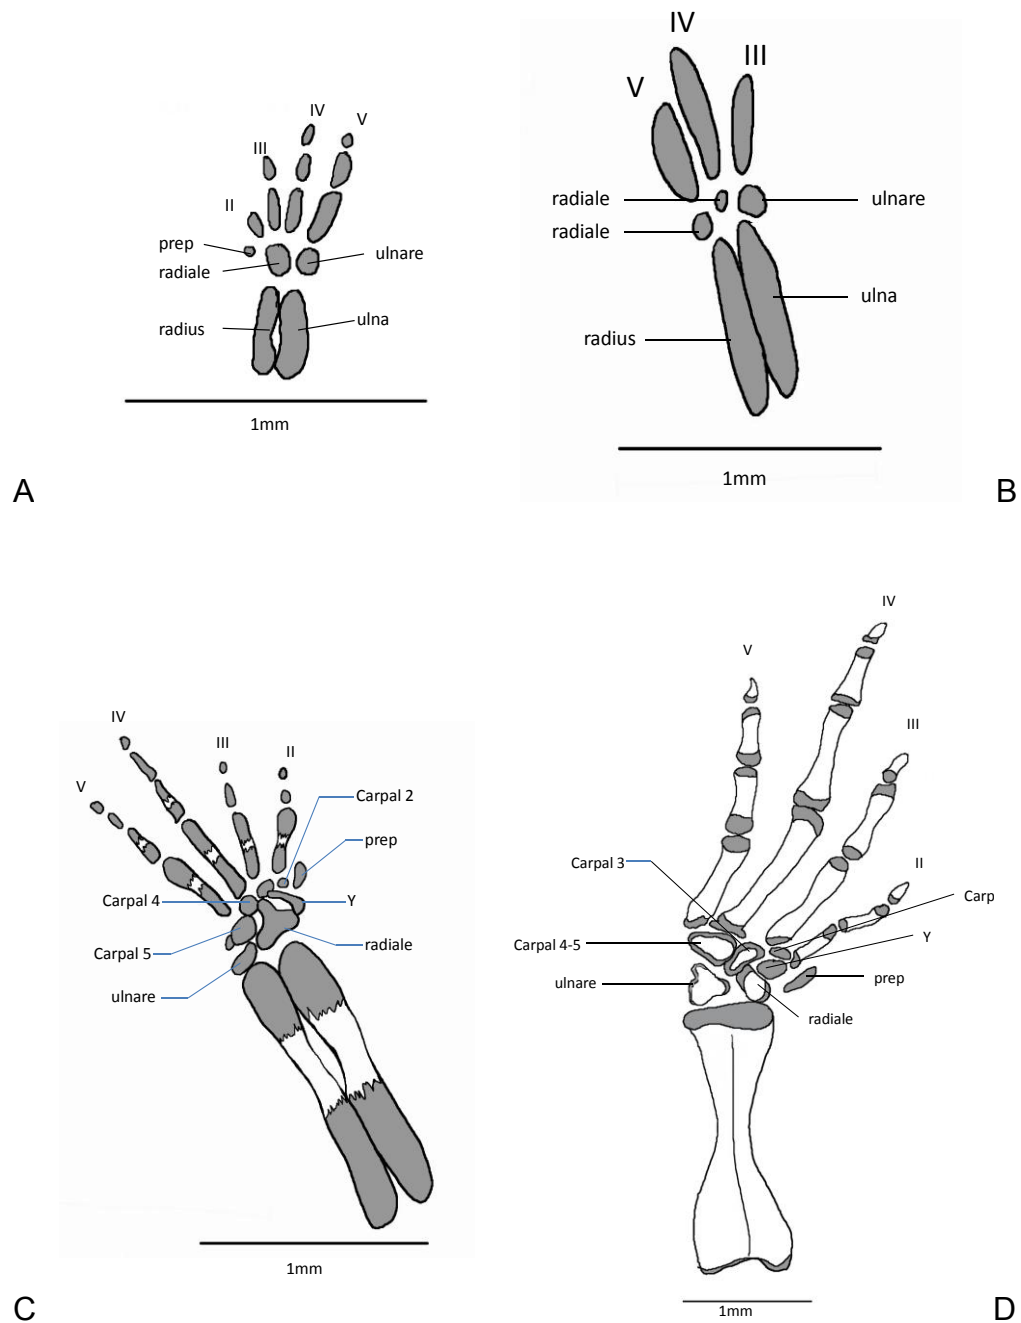 IV
V
III
II
prep
radiale
ulnare
radius
ulna
1mm
A
IV
III
V
radiale
ulnare
radiale
ulna
radius
1mm
B
IV
III
II
V
Carpal 2
prep
Carpal 4
Y
Carpal 5
radiale
ulnare
1mm
C
IV
V
III
II
Carpal 3
Carp
Carpal 4-5
Y
ulnare
prep
radiale
1mm
D